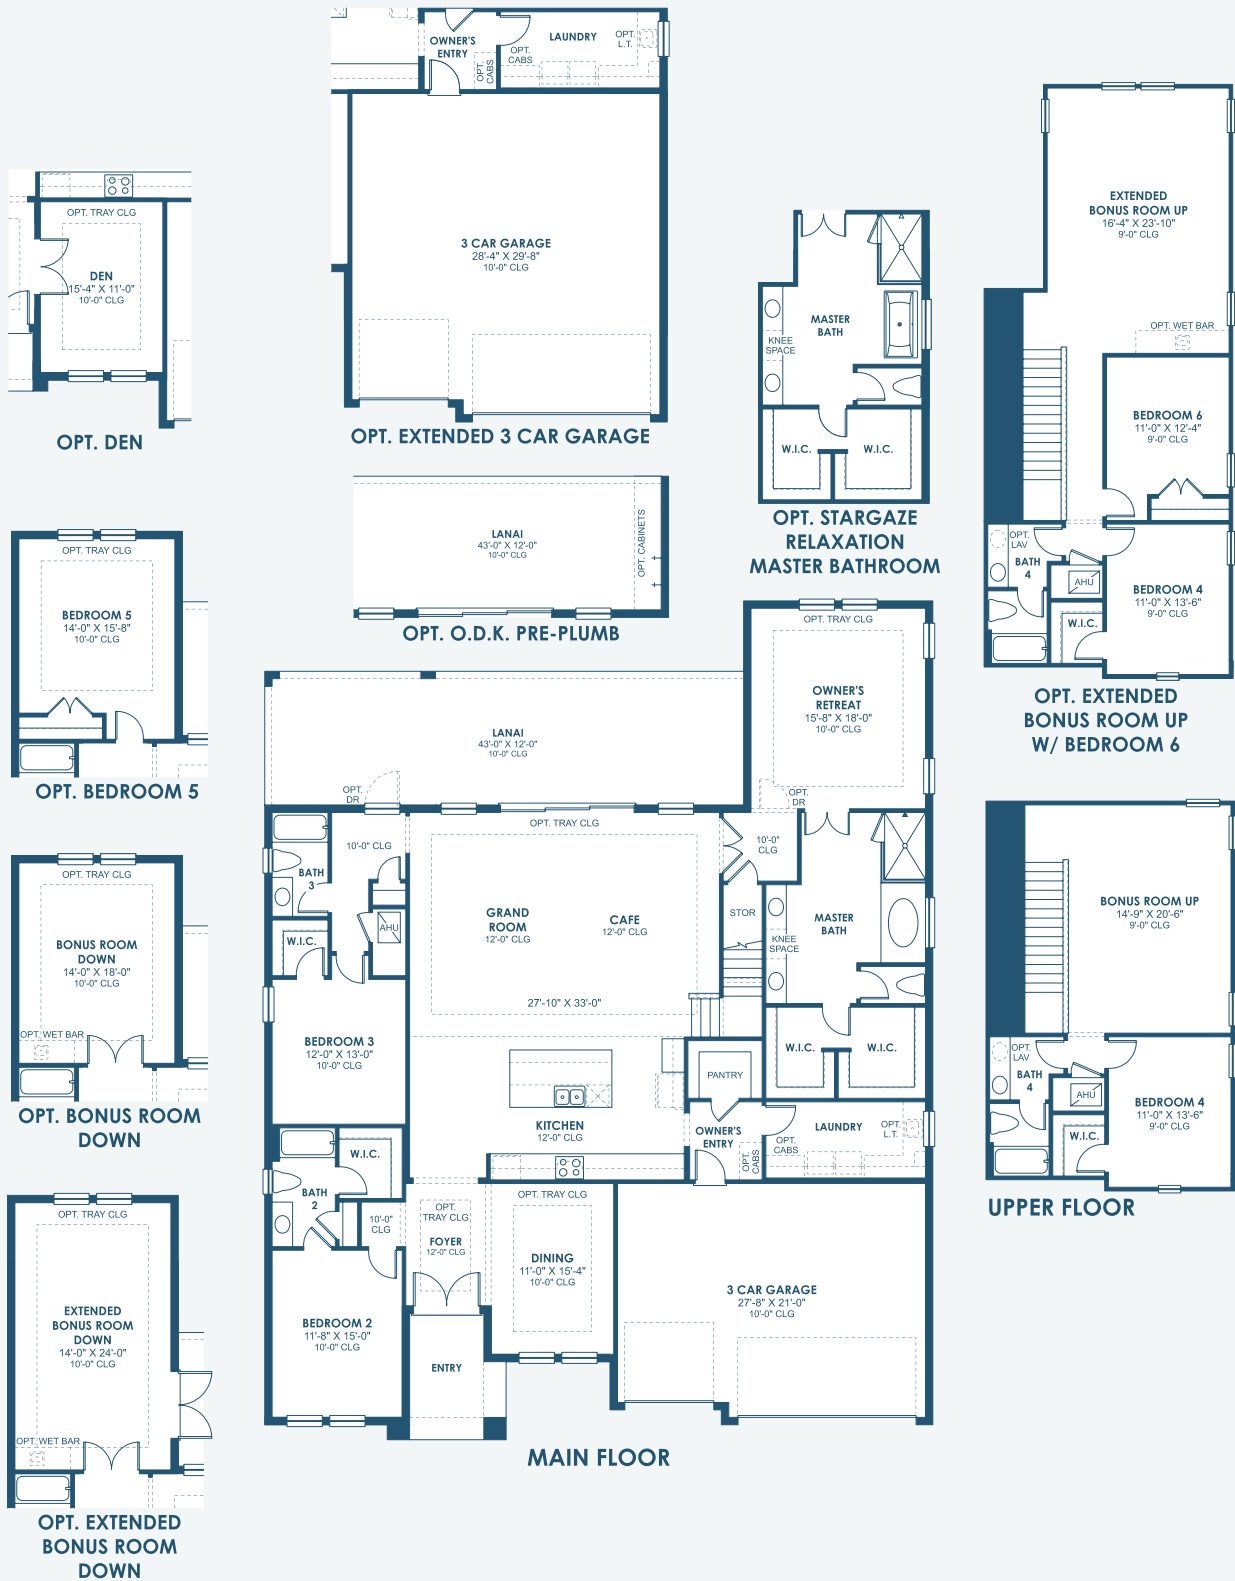 OWNER'S
ENTRY
OPT.
CABS
OPT.
CABS
LAUNDRY
OPT.
L.T.
3 CAR GARAGE
28'-4" X 29'-8"
10'-0" CLG
OPT. EXTENDED 3 CAR GARAGE
OPT. TRAY CLG
DEN
15'-4" X 11'-0"
10'-0" CLG
OPT. DEN
MASTER
BATH
KNEE
SPACE
W.I.C.
W.I.C.
OPT. STARGAZE
RELAXATION
MASTER BATHROOM
EXTENDED
BONUS ROOM UP
16'-4" X 23'-10"
9'-0" CLG
OPT. WET BAR
BEDROOM 6
11'-0" X 12'-4"
9'-0" CLG
OPT.
LAV
BATH
4
AHU
W.I.C.
BEDROOM 4
11'-0" X 13'-6"
9'-0" CLG
OPT. EXTENDED
BONUS ROOM UP
W/ BEDROOM 6
LANAI
43'-0" X 12'-0"
10'-0" CLG
OPT. CABINETS
OPT. O.D.K. PRE-PLUMB
OPT. TRAY CLG
BEDROOM 5
14'-0" X 15'-8"
10'-0" CLG
OPT. BEDROOM 5
OPT. TRAY CLG
BONUS ROOM
DOWN
14'-0" X 18'-0"
10'-0" CLG
OPT. WET BAR
OPT. BONUS ROOM
DOWN
OPT. TRAY CLG
EXTENDED
BONUS ROOM
DOWN
14'-0" X 24'-0"
10'-0" CLG
OPT. WET BAR
OPT. EXTENDED
BONUS ROOM
DOWN
OPT. TRAY CLG
OWNER'S
RETREAT
15'-8" X 18'-0"
10'-0" CLG
OPT.
DR
LANAI
43'-0" X 12'-0"
10'-0" CLG
OPT.
DR
OPT. TRAY CLG
10'-0" CLG
BATH
3
10'-0"
CLG
AHU
W.I.C.
GRAND
ROOM
12'-0" CLG
CAFE
12'-0" CLG
27'-10" X 33'-0"
STOR
KNEE
SPACE
MASTER
BATH
W.I.C.
W.I.C.
BEDROOM 3
12'-0" X 13'-0"
10'-0" CLG
PANTRY
KITCHEN
12'-0" CLG
OWNER'S
ENTRY
OPT.
CABS
OPT.
CABS
LAUNDRY
OPT.
L.T.
W.I.C.
BATH
2
10'-0"
CLG
OPT.
TRAY CLG
FOYER
12'-0" CLG
OPT. TRAY CLG
DINING
11'-0" X 15'-4"
10'-0" CLG
3 CAR GARAGE
27'-8" X 21'-0"
10'-0" CLG
BEDROOM 2
11'-8" X 15'-0"
10'-0" CLG
ENTRY
MAIN FLOOR
BONUS ROOM UP
14'-9" X 20'-6"
9'-0" CLG
OPT.
LAV
BATH
4
AHU
W.I.C.
BEDROOM 4
11'-0" X 13'-6"
9'-0" CLG
UPPER FLOOR